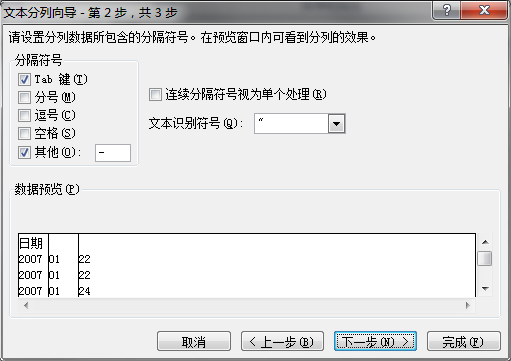 文本分列向导 - 第 2 步，共 3 步
请设置分列数据所包含的分隔符号。在预览窗口内可看到分列的效果。
分隔符号
Tab 键(T)
分号(M)
逗号(C)
空格(S)
其他(O): -
连续分隔符号视为单个处理(R)
文本识别符号(Q): "
数据预览(P)
日期
2007 01 22
2007 01 22
2007 01 24
取消 < 上一步(B) 下一步(N) > 完成(F)